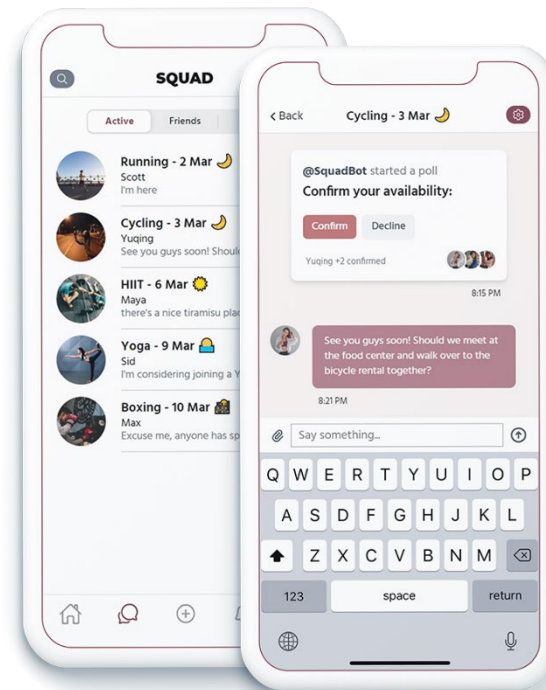 SQUAD
Active
Friends
Running - 2 Mar 🌙
Scott
I'm here
Cycling - 3 Mar 🌙
Yuqing
See you guys soon!
HIIT - 6 Mar ☀️
Maya
there's a nice tiramisu
Yoga - 9 Mar 🌅
Sid
I'm considering joining a
Boxing - 10 Mar 🌃
Max
Excuse me, anyone has
Back
Cycling - 3 Mar 🌙
@SquadBot started a poll
Confirm your availability:
Confirm
Decline
Yuqing +2 confirmed
8:15 PM
See you guys soon! Should we meet at
the food center and walk over to the
bicycle rental together?
8:21 PM
Say something...
Q W E R T Y U I O P
A S D F G H J K L
Z X C V B N M
123 space return